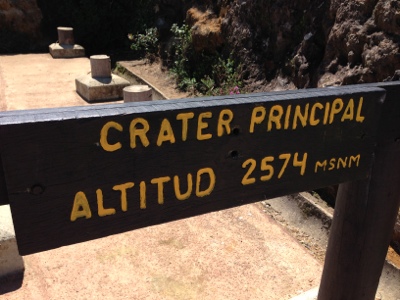 CRATER PRINCIPAL
ALTITUD 2574 MSNM